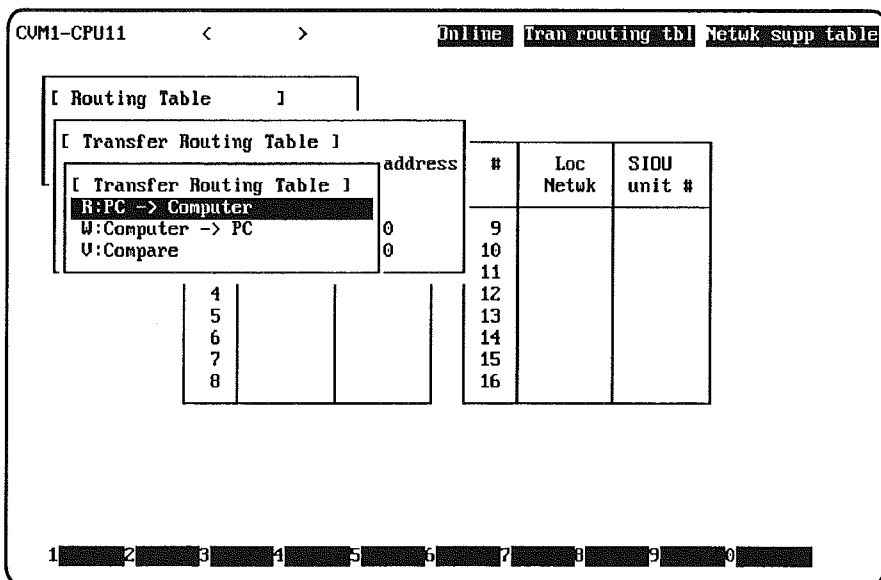 CVM1-CPU11 < > Online Tran routing tbl Netwk supp table
[ Routing Table ]
[ Transfer Routing Table ]
address # Loc SIOU
[ Transfer Routing Table ] Netwk unit #
R:PC -> Computer
W:Computer -> PC 0 9
V:Compare 0 10
11
4 12
5 13
6 14
7 15
8 16
1 2 3 4 5 6 7 8 9 0